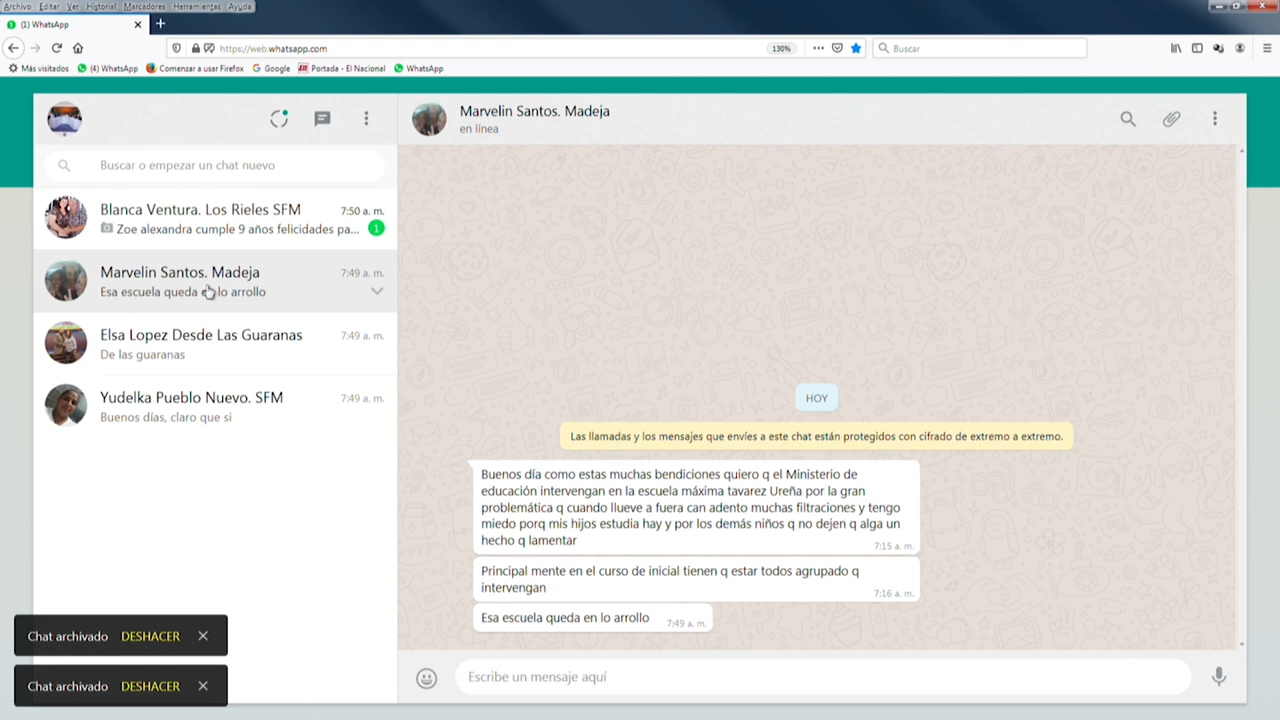 Archivo Editar Ver Historial Marcadores Herramientas Ayuda
(1) WhatsApp
https://web.whatsapp.com
130%
Buscar
Más visitados (4) WhatsApp Comenzar a usar Firefox Google Portada - El Nacional WhatsApp
Marvelin Santos. Madeja
en línea
Buscar o empezar un chat nuevo
Blanca Ventura. Los Rieles SFM 7:50 a. m.
Zoe alexandra cumple 9 años felicidades pa... 1
Marvelin Santos. Madeja 7:49 a. m.
Esa escuela queda en lo arrollo
Elsa Lopez Desde Las Guaranas 7:49 a. m.
De las guaranas
Yudelka Pueblo Nuevo. SFM 7:49 a. m.
Buenos días, claro que si
HOY
Las llamadas y los mensajes que envíes a este chat están protegidos con cifrado de extremo a extremo.
Buenos día como estas muchas bendiciones quiero q el Ministerio de
educación intervengan en la escuela máxima tavarez Ureña por la gran
problemática q cuando llueve a fuera can adento muchas filtraciones y tengo
miedo porq mis hijos estudia hay y por los demás niños q no dejen q alga un
hecho q lamentar
7:15 a. m.
Principal mente en el curso de inicial tienen q estar todos agrupado q
intervengan
7:16 a. m.
Esa escuela queda en lo arrollo 7:49 a. m.
Chat archivado DESHACER
Chat archivado DESHACER
Escribe un mensaje aquí